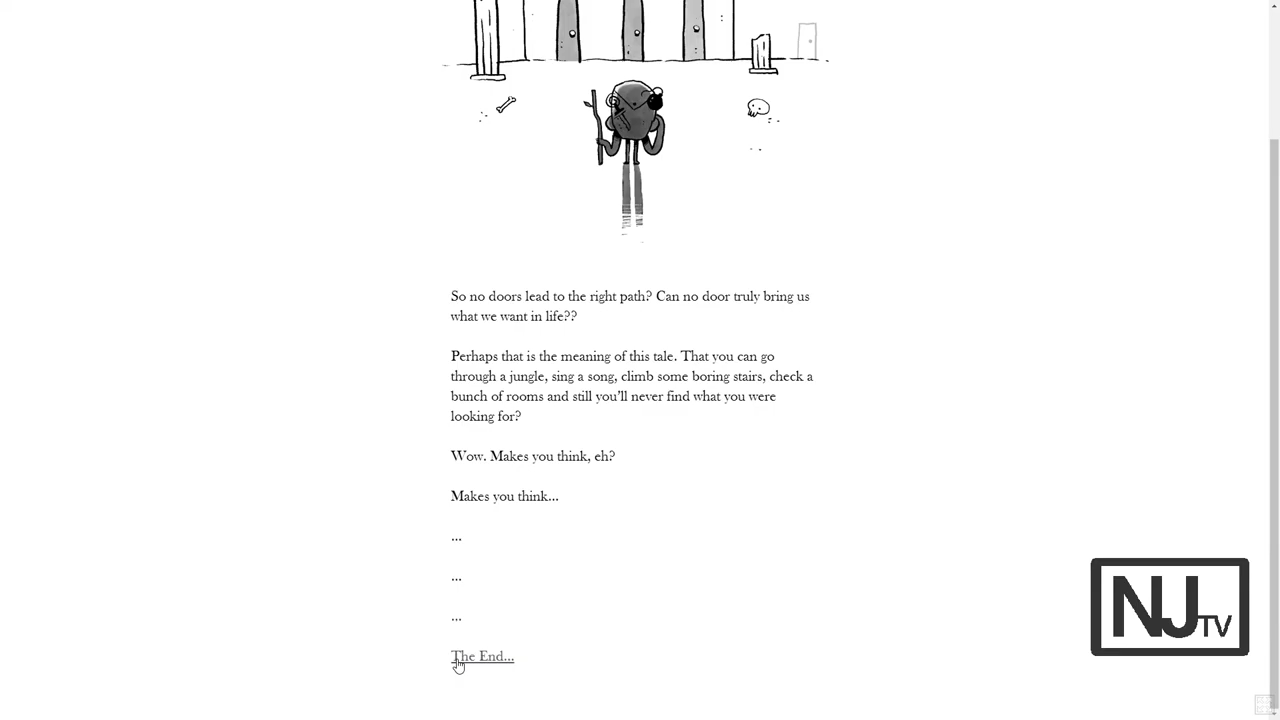 So no doors lead to the right path? Can no door truly bring us
what we want in life??
Perhaps that is the meaning of this tale. That you can go
through a jungle, sing a song, climb some boring stairs, check a
bunch of rooms and still you'll never find what you were
looking for?
Wow. Makes you think, eh?
Makes you think...
...
...
...
The End...
NJTV